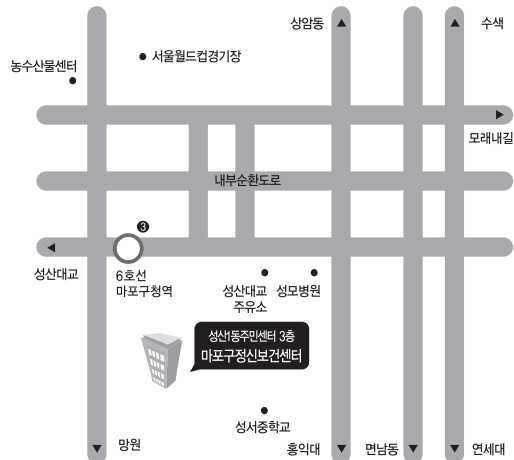 상암동
수색
서울월드컵경기장
농수산물센터
모래내길
내부순환도로
3
성산대교
6호선
마포구청역
성산대교
주유소
성모병원
성산1동주민센터 3층
마포구정신보건센터
성서중학교
망원
홍익대
면남동
연세대